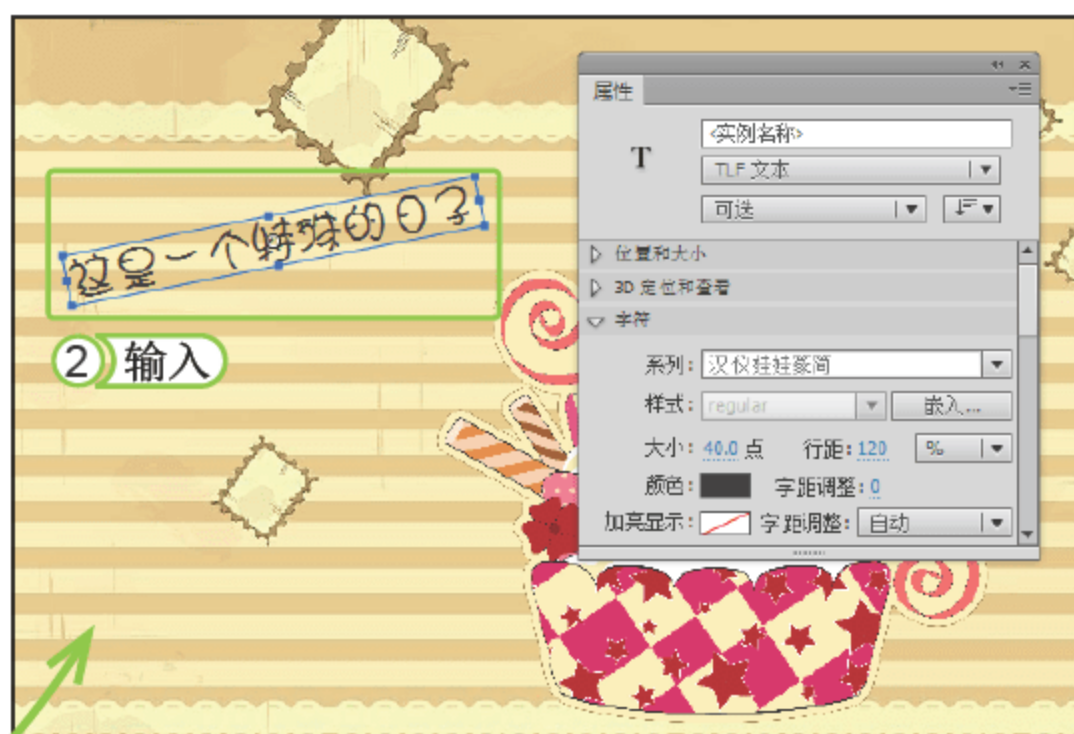 属性
<实例名称>
T
TLF 文本
可选
这是一个特殊的日子
位置和大小
3D 定位和查看
字符
② 输入
系列: 汉仪娃娃篆简
样式: regular 嵌入...
大小: 40.0 点 行距: 120 %
颜色: 字距调整: 0
加亮显示: 字距调整: 自动